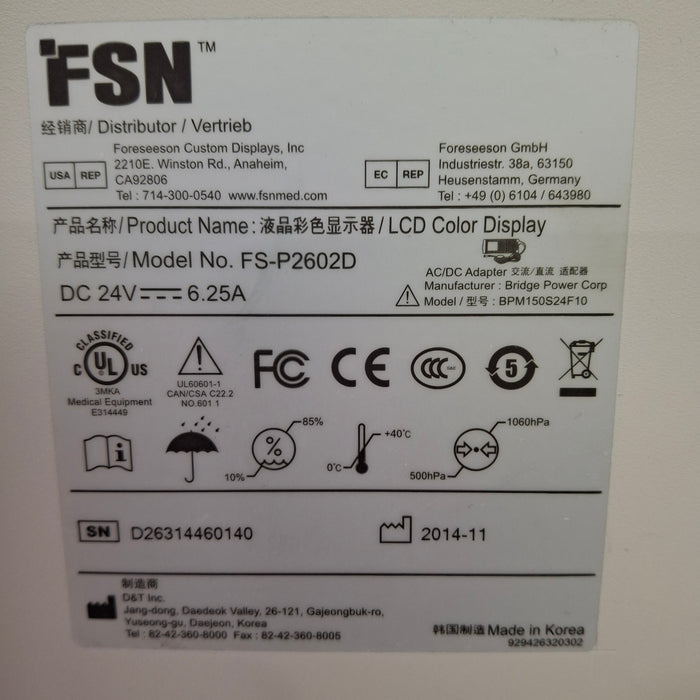 FSN™
经销商/ Distributor / Vertrieb
USA REP
Foreseeson Custom Displays, Inc
2210E. Winston Rd., Anaheim,
CA92806
Tel : 714-300-0540 www.fsnmed.com
EC REP
Foreseeson GmbH
Industriestr. 38a, 63150
Heusenstamm, Germany
Tel : +49 (0) 6104 / 643980
产品名称/Product Name : 液晶彩色显示器/ LCD Color Display
产品型号/Model No. FS-P2602D
DC 24V 6.25A
AC/DC Adapter 交流/直流 适配器
Manufacturer : Bridge Power Corp
Model / 型号 : BPM150S24F10
CLASSIFIED
C UL US
3MKA
Medical Equipment
E314449
UL60601-1
CAN/CSA C22.2
NO.601.1
FC
CE
CCC
5
i
%
85%
10%
+40°C
0°C
1060hPa
500hPa
SN D26314460140
2014-11
制造商
D&T Inc.
Jang-dong, Daedeok Valley, 26-121, Gajeongbuk-ro,
Yuseong-gu, Daejeon, Korea
Tel : 82-42-360-8000 Fax : 82-42-360-8005
韩国制造 Made in Korea
929426320302